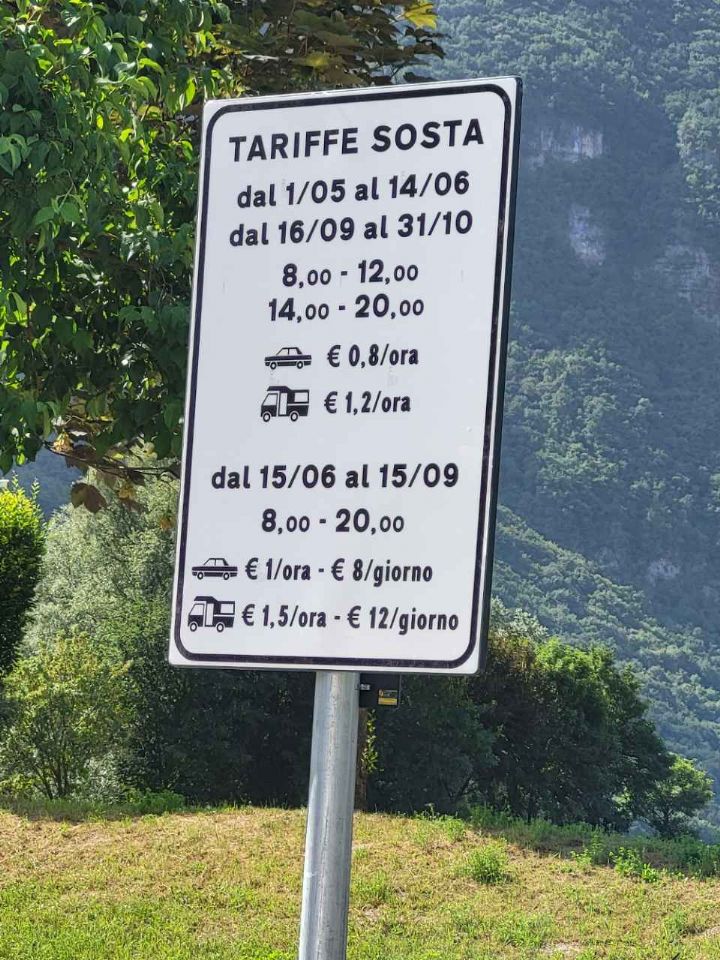 TARIFFE SOSTA
dal 1/05 al 14/06
dal 16/09 al 31/10
8,00 - 12,00
14,00 - 20,00
€ 0,8/ora
€ 1,2/ora
dal 15/06 al 15/09
8,00 - 20,00
€ 1/ora - € 8/giorno
€ 1,5/ora - € 12/giorno